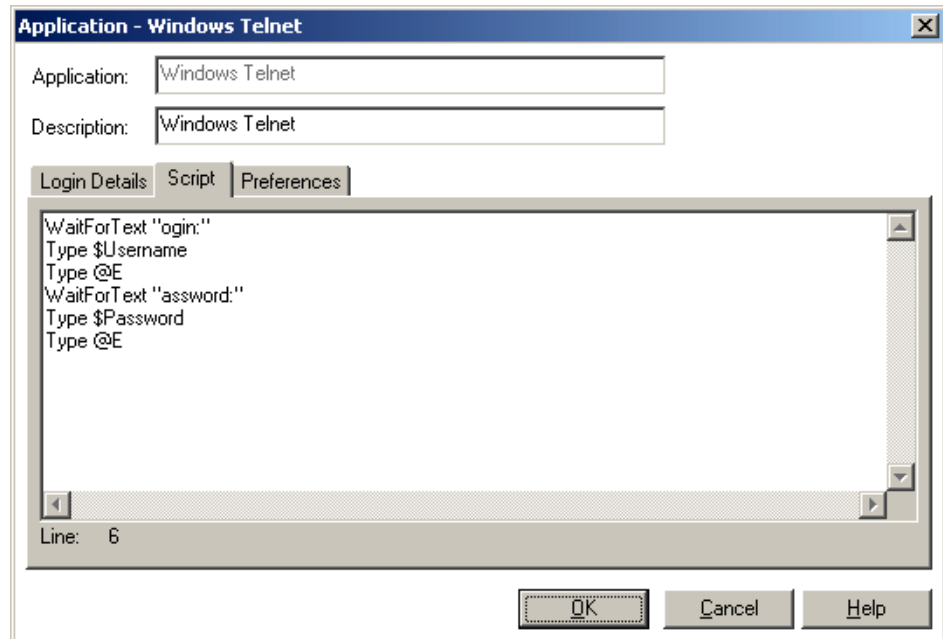 Application - Windows Telnet
Application: Windows Telnet
Description: Windows Telnet
Login Details Script Preferences
WaitForText "ogin:"
Type $Username
Type @E
WaitForText "assword:"
Type $Password
Type @E
Line: 6
OK Cancel Help